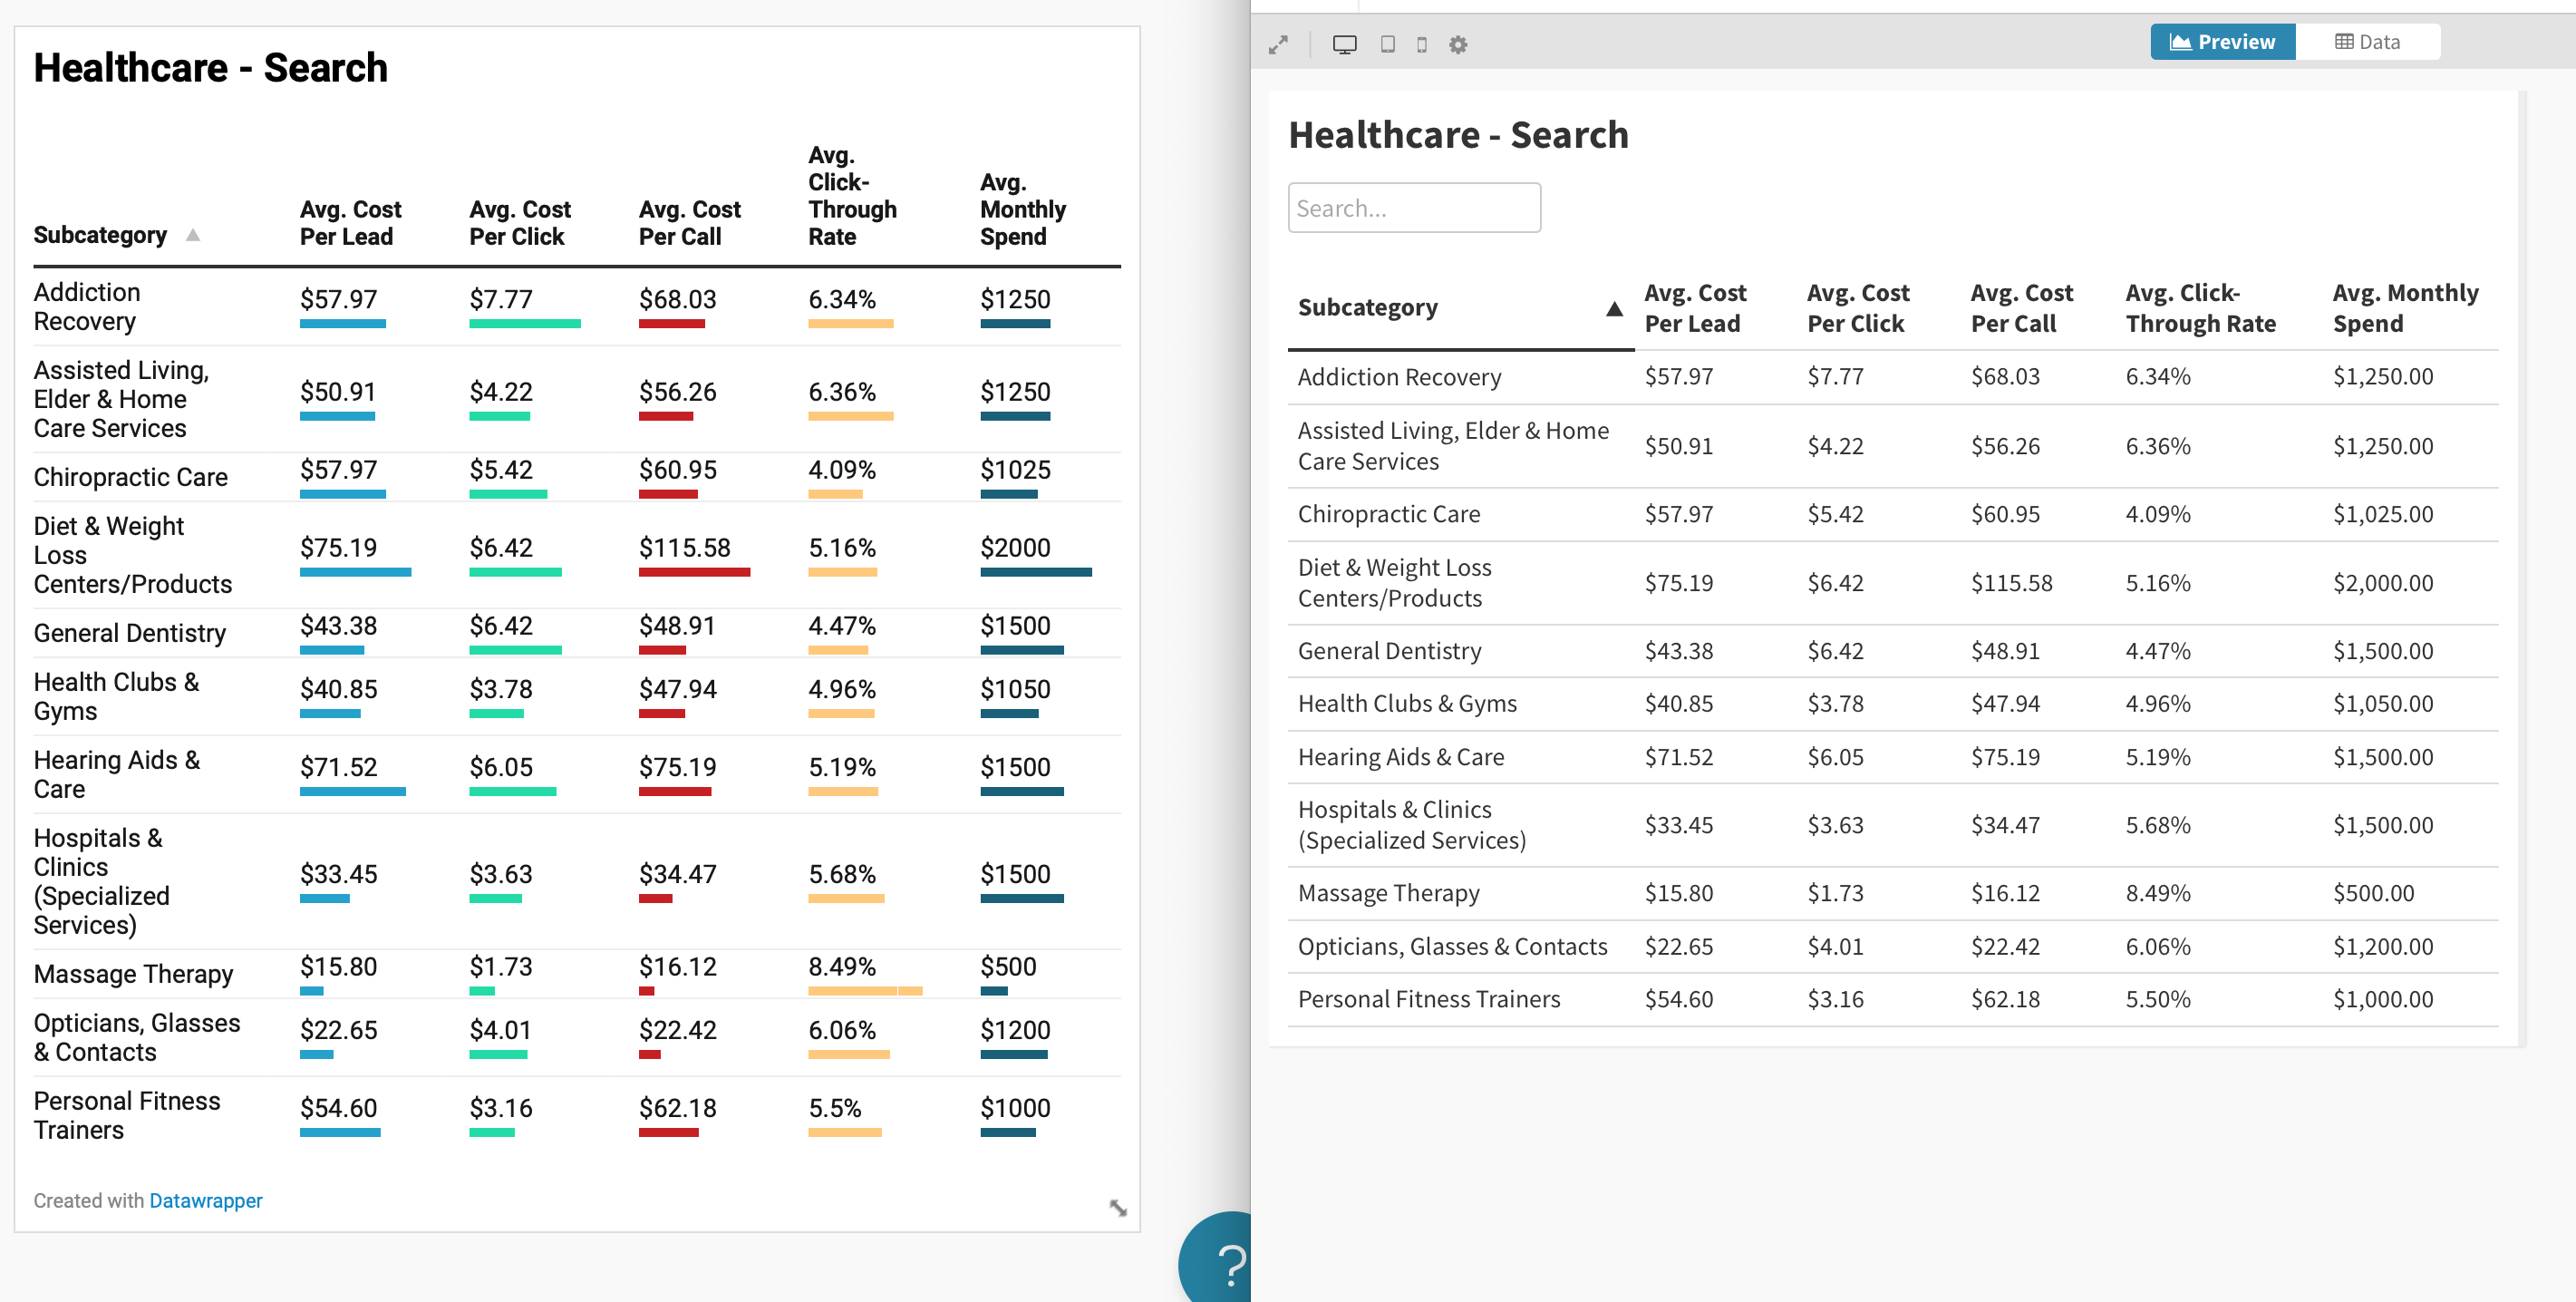 Healthcare - Search
Subcategory ▲ Avg. Cost Per Lead Avg. Cost Per Click Avg. Cost Per Call Avg. Click-Through Rate Avg. Monthly Spend
Addiction Recovery $57.97 $7.77 $68.03 6.34% $1250
Assisted Living, Elder & Home Care Services $50.91 $4.22 $56.26 6.36% $1250
Chiropractic Care $57.97 $5.42 $60.95 4.09% $1025
Diet & Weight Loss Centers/Products $75.19 $6.42 $115.58 5.16% $2000
General Dentistry $43.38 $6.42 $48.91 4.47% $1500
Health Clubs & Gyms $40.85 $3.78 $47.94 4.96% $1050
Hearing Aids & Care $71.52 $6.05 $75.19 5.19% $1500
Hospitals & Clinics (Specialized Services) $33.45 $3.63 $34.47 5.68% $1500
Massage Therapy $15.80 $1.73 $16.12 8.49% $500
Opticians, Glasses & Contacts $22.65 $4.01 $22.42 6.06% $1200
Personal Fitness Trainers $54.60 $3.16 $62.18 5.5% $1000
Created with Datawrapper
?
Preview Data
Healthcare - Search
Search...
Subcategory ▲ Avg. Cost Per Lead Avg. Cost Per Click Avg. Cost Per Call Avg. Click-Through Rate Avg. Monthly Spend
Addiction Recovery $57.97 $7.77 $68.03 6.34% $1,250.00
Assisted Living, Elder & Home Care Services $50.91 $4.22 $56.26 6.36% $1,250.00
Chiropractic Care $57.97 $5.42 $60.95 4.09% $1,025.00
Diet & Weight Loss Centers/Products $75.19 $6.42 $115.58 5.16% $2,000.00
General Dentistry $43.38 $6.42 $48.91 4.47% $1,500.00
Health Clubs & Gyms $40.85 $3.78 $47.94 4.96% $1,050.00
Hearing Aids & Care $71.52 $6.05 $75.19 5.19% $1,500.00
Hospitals & Clinics (Specialized Services) $33.45 $3.63 $34.47 5.68% $1,500.00
Massage Therapy $15.80 $1.73 $16.12 8.49% $500.00
Opticians, Glasses & Contacts $22.65 $4.01 $22.42 6.06% $1,200.00
Personal Fitness Trainers $54.60 $3.16 $62.18 5.50% $1,000.00